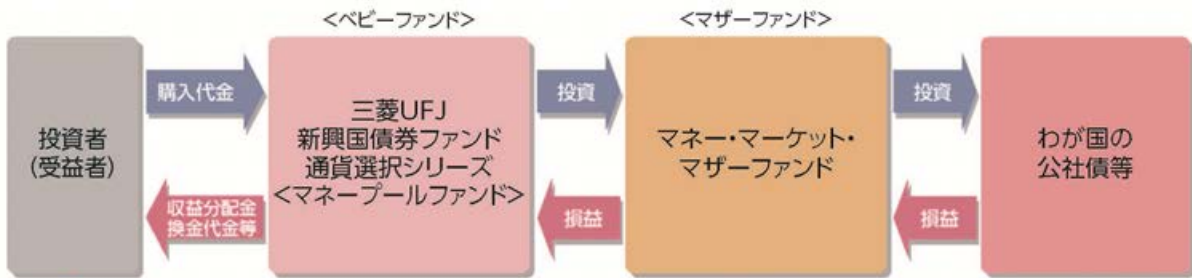 <ベビーファンド>
<マザーファンド>
投資者
(受益者)
購入代金
収益分配金
換金代金等
三菱UFJ
新興国債券ファンド
通貨選択シリーズ
<マネープールファンド>
投資
損益
マネー・マーケット・
マザーファンド
投資
損益
わが国の
公社債等